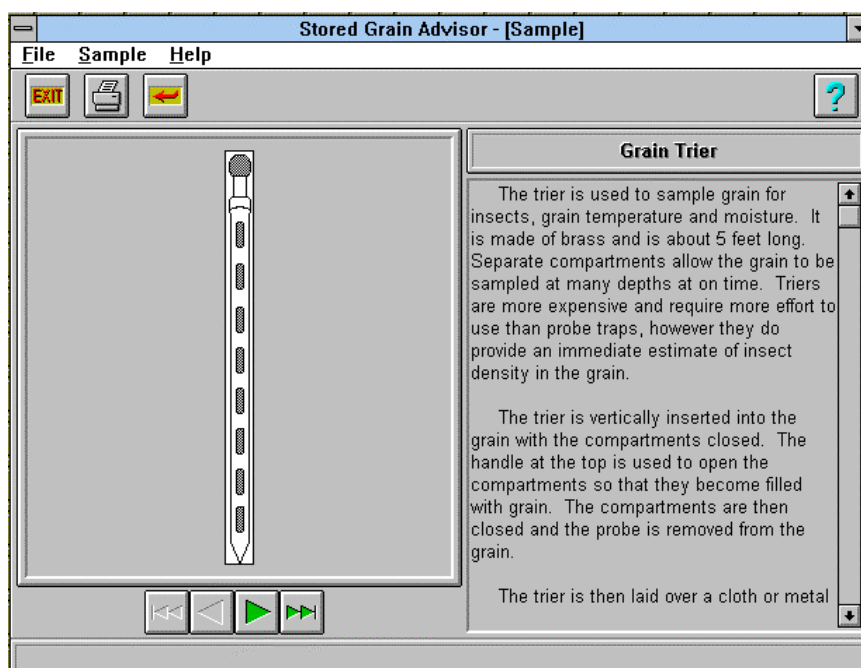 Stored Grain Advisor - [Sample]
File Sample Help
EXIT
?
Grain Trier
The trier is used to sample grain for
insects, grain temperature and moisture. It
is made of brass and is about 5 feet long.
Separate compartments allow the grain to be
sampled at many depths at on time. Triers
are more expensive and require more effort to
use than probe traps, however they do
provide an immediate estimate of insect
density in the grain.
The trier is vertically inserted into the
grain with the compartments closed. The
handle at the top is used to open the
compartments so that they become filled
with grain. The compartments are then
closed and the probe is removed from the
grain.
The trier is then laid over a cloth or metal